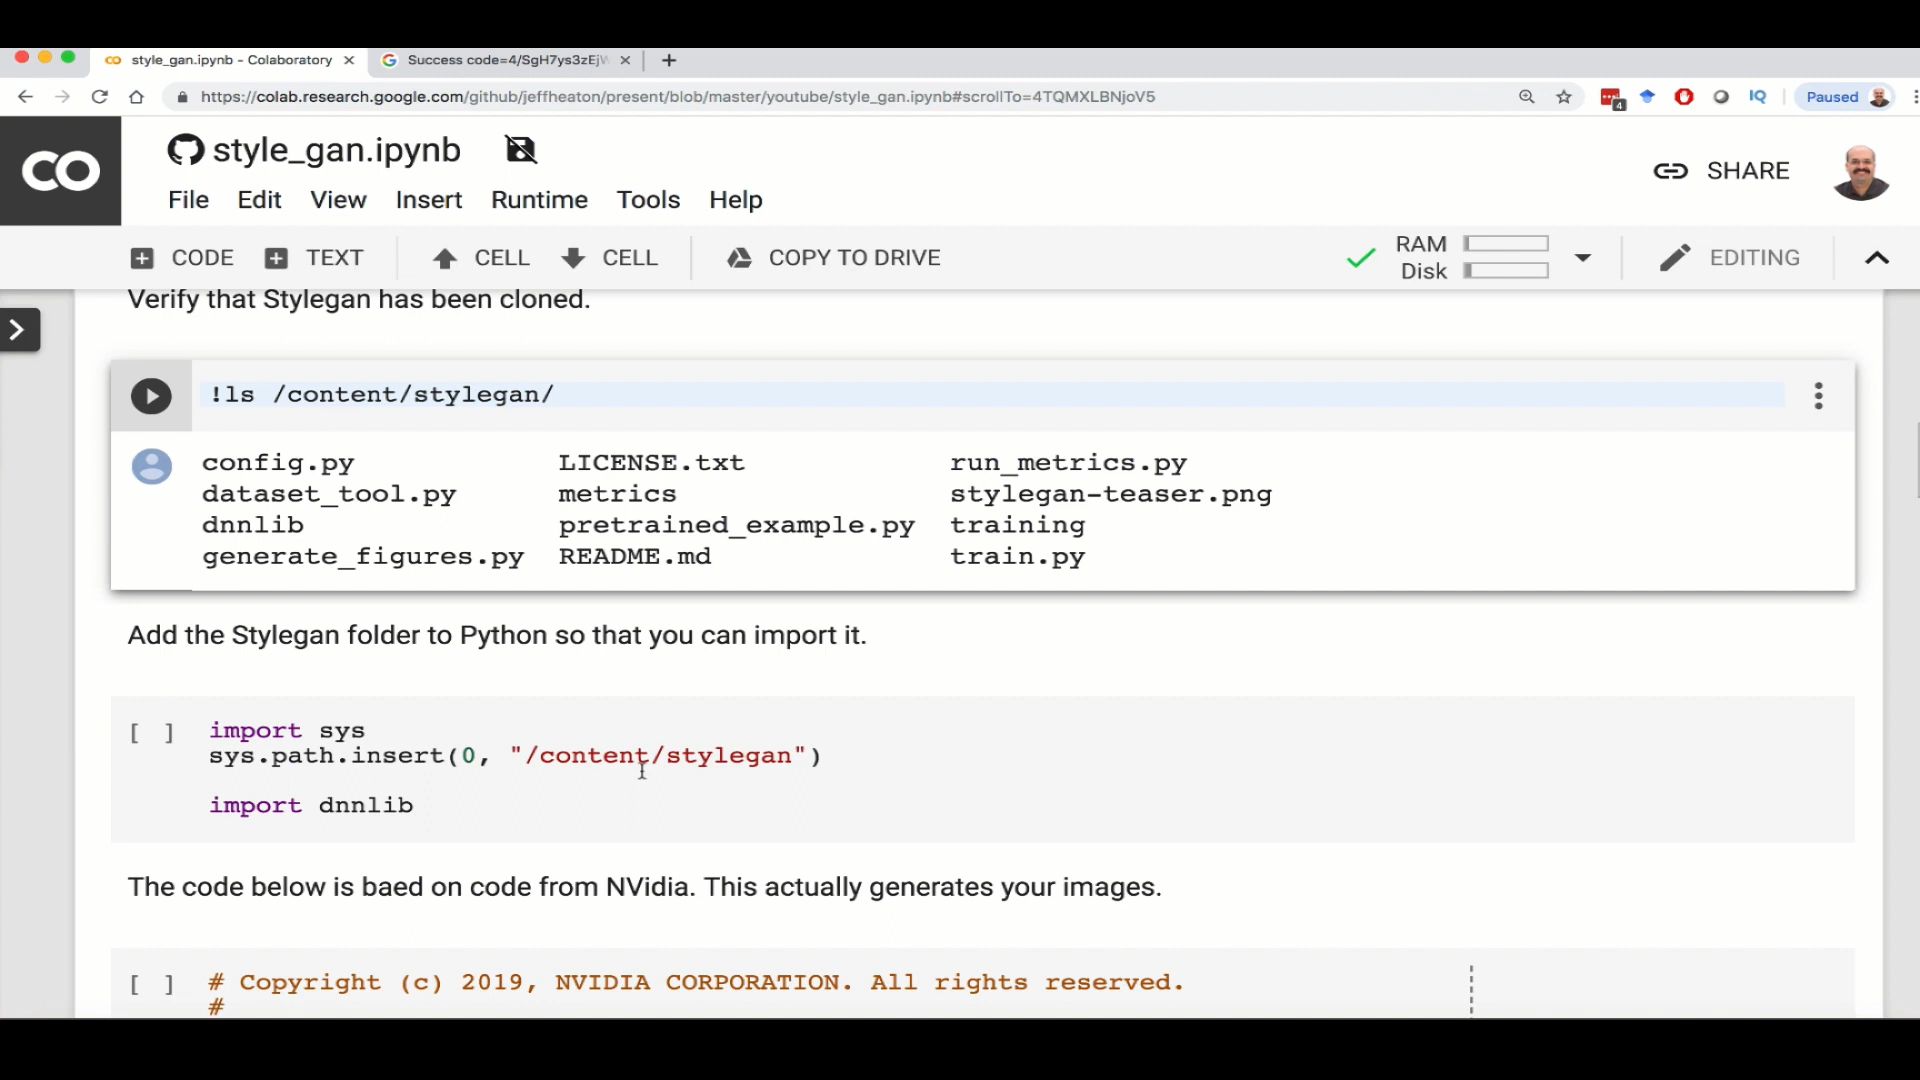 style_gan.ipynb - Colaboratory
Success code=4/SgH7ys3zEj
https://colab.research.google.com/github/jeffheaton/present/blob/master/youtube/style_gan.ipynb#scrollTo=4TQMXLBNjoV5
4
IQ
Paused
CO
style_gan.ipynb
SHARE
File Edit View Insert Runtime Tools Help
CODE TEXT CELL CELL COPY TO DRIVE
RAM
Disk
EDITING
Verify that Stylegan has been cloned.
!ls /content/stylegan/
config.py LICENSE.txt run_metrics.py
dataset_tool.py metrics stylegan-teaser.png
dnnlib pretrained_example.py training
generate_figures.py README.md train.py
Add the Stylegan folder to Python so that you can import it.
[ ] import sys
sys.path.insert(0, "/content/stylegan")
import dnnlib
The code below is baed on code from NVidia. This actually generates your images.
[ ] # Copyright (c) 2019, NVIDIA CORPORATION. All rights reserved.
#